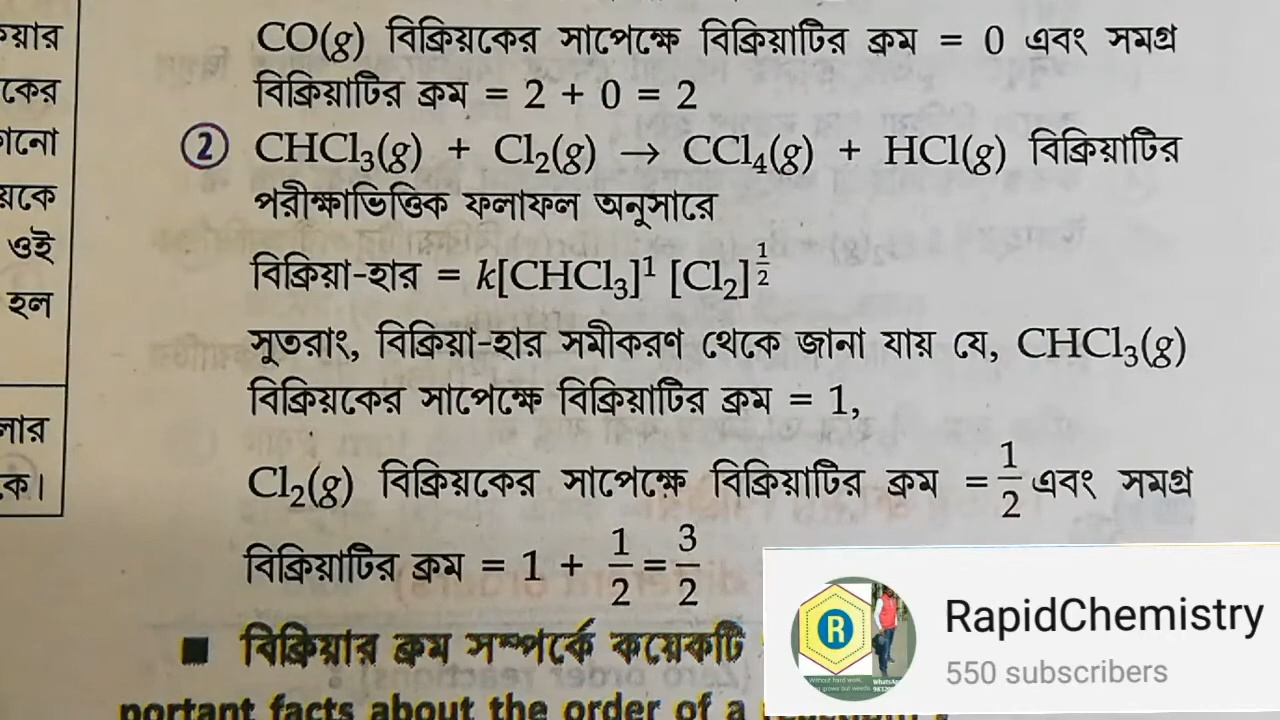 য়ার
কের
নো
য়কে
ওই
হল
লার
কে।
CO(g) বিক্রিয়কের সাপেক্ষে বিক্রিয়াটির ক্রম = 0 এবং সমগ্র
বিক্রিয়াটির ক্রম = 2 + 0 = 2
② CHCl₃(g) + Cl₂(g) → CCl₄(g) + HCl(g) বিক্রিয়াটির
পরীক্ষাভিত্তিক ফলাফল অনুসারে
বিক্রিয়া-হার = k[CHCl₃]¹ [Cl₂]^½
সুতরাং, বিক্রিয়া-হার সমীকরণ থেকে জানা যায় যে, CHCl₃(g)
বিক্রিয়কের সাপেক্ষে বিক্রিয়াটির ক্রম = 1,
Cl₂(g) বিক্রিয়কের সাপেক্ষে বিক্রিয়াটির ক্রম = 1/2 এবং সমগ্র
বিক্রিয়াটির ক্রম = 1 + 1/2 = 3/2
■ বিক্রিয়ার ক্রম সম্পর্কে কয়েকটি
portant facts about the order of a
R
RapidChemistry
550 subscribers